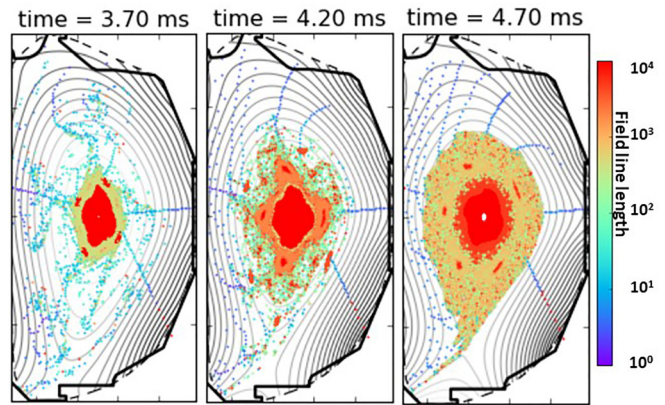 time = 3.70 ms time = 4.20 ms time = 4.70 ms
10⁴
10³
10²
10¹
10⁰
Field line length